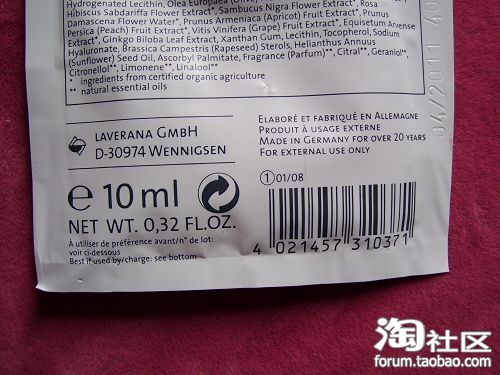 Hydrogenated Lecithin, Olea Europaea (Olive)
Hibiscus Sabdariffa Flower Extract*, Sambucus Nigra Flower Extract*, Rosa
Damascena Flower Water*, Prunus Armeniaca (Apricot) Fruit Extract*, Prunus
Persica (Peach) Fruit Extract*, Vitis Vinifera (Grape) Fruit Extract*, Equisetum Arvense
Extract*, Ginkgo Biloba Leaf Extract*, Xanthan Gum, Lecithin, Tocopherol, Sodium
Hyaluronate, Brassica Campestris (Rapeseed) Sterols, Helianthus Annuus
(Sunflower) Seed Oil, Ascorbyl Palmitate, Fragrance (Parfum)**, Citral**, Geraniol**,
Citronellol**, Limonene**, Linalool**
* ingredients from certified organic agriculture
** natural essential oils
04/2011
LAVERANA GMBH
D-30974 WENNIGSEN
ELABORÉ ET FABRIQUÉ EN ALLEMAGNE
PRODUIT À USAGE EXTERNE
MADE IN GERMANY FOR OVER 20 YEARS
FOR EXTERNAL USE ONLY
℮ 10 ml
NET WT. 0,32 FL.OZ.
À utiliser de préférence avant/n° de lot:
voir ci-dessous
Best if used by/charge: see bottom
① 01/08
4 021457 310371
淘社区
forum.taobao.com